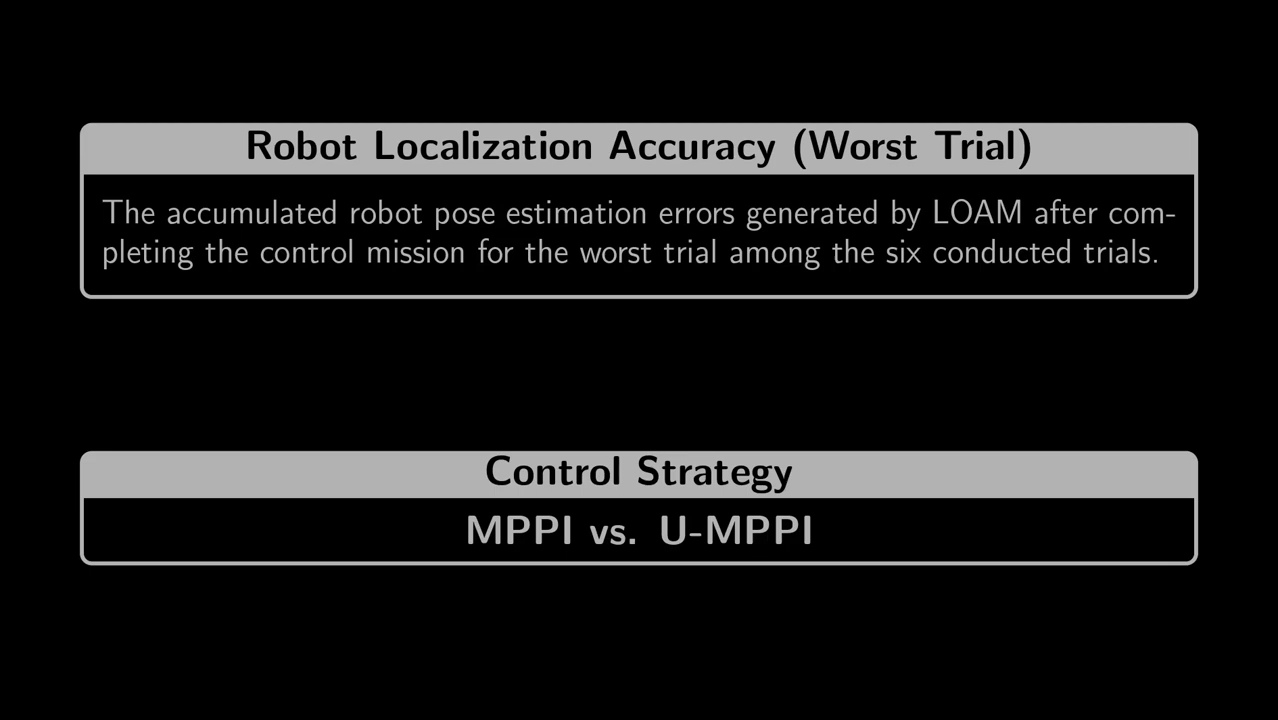 Robot Localization Accuracy (Worst Trial)
The accumulated robot pose estimation errors generated by LOAM after com-
pleting the control mission for the worst trial among the six conducted trials.
Control Strategy
MPPI vs. U-MPPI